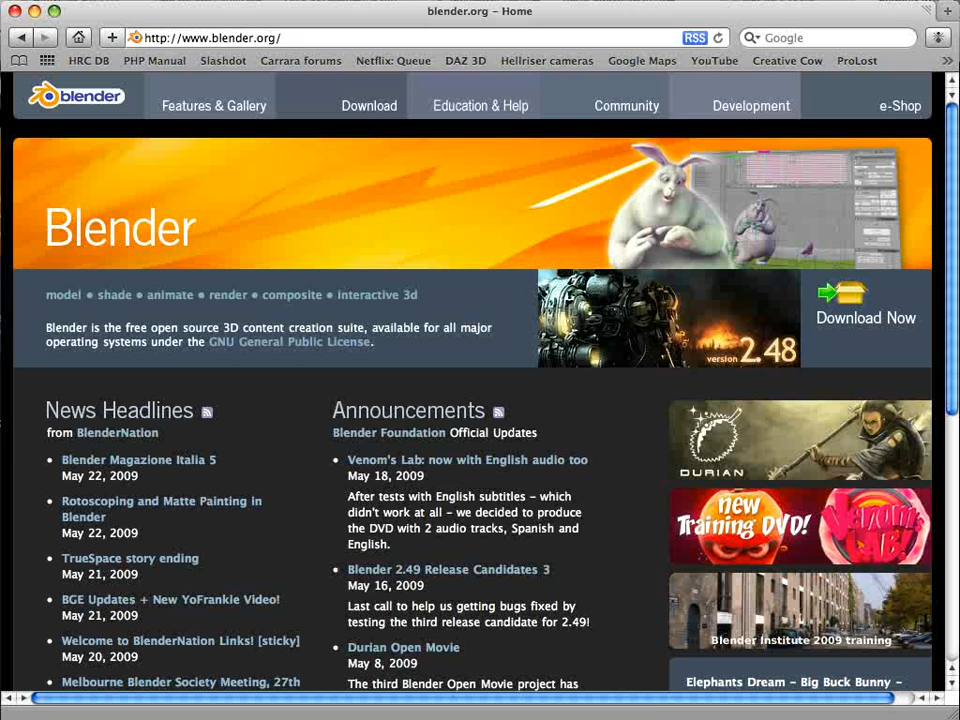 blender.org – Home
http://www.blender.org/
RSS
Google
HRC DB
PHP Manual
Slashdot
Carrara forums
Netflix: Queue
DAZ 3D
Hellriser cameras
Google Maps
YouTube
Creative Cow
ProLost
blender
Features & Gallery
Download
Education & Help
Community
Development
e-Shop
Blender
model • shade • animate • render • composite • interactive 3d
Blender is the free open source 3D content creation suite, available for all major
operating systems under the GNU General Public License.
version 2.48
Download Now
News Headlines
from BlenderNation
• Blender Magazione Italia 5
May 22, 2009
• Rotoscoping and Matte Painting in
Blender
May 22, 2009
• TrueSpace story ending
May 21, 2009
• BGE Updates + New YoFrankie Video!
May 21, 2009
• Welcome to BlenderNation Links! [sticky]
May 20, 2009
• Melbourne Blender Society Meeting, 27th
Announcements
Blender Foundation Official Updates
• Venom's Lab: now with English audio too
May 18, 2009
After tests with English subtitles – which
didn't work at all – we decided to produce
the DVD with 2 audio tracks, Spanish and
English.
• Blender 2.49 Release Candidates 3
May 16, 2009
Last call to help us getting bugs fixed by
testing the third release candidate for 2.49!
• Durian Open Movie
May 8, 2009
The third Blender Open Movie project has
DURIAN
new
Training DVD!
Venom's
LAB!
Blender Institute 2009 training
Elephants Dream – Big Buck Bunny –